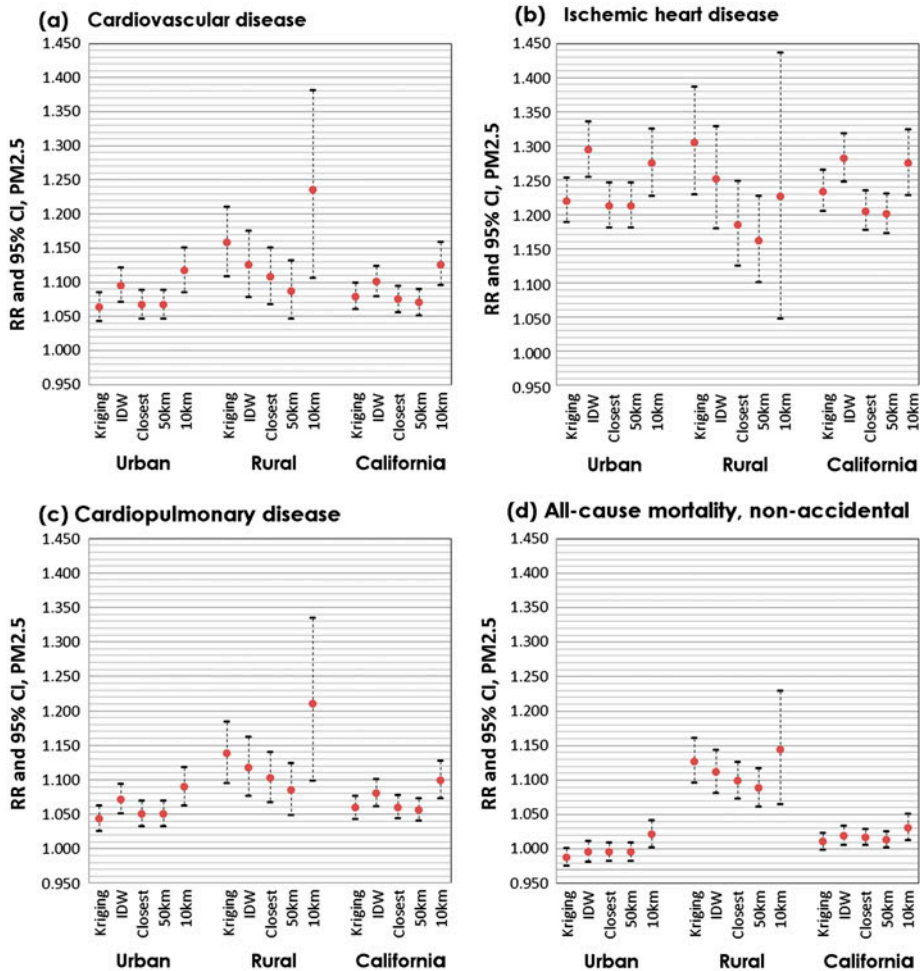 (a) Cardiovascular disease
RR and 95% CI, PM2.5
1.450
1.400
1.350
1.300
1.250
1.200
1.150
1.100
1.050
1.000
0.950
Kriging
IDW
Closest
50km
10km
Kriging
IDW
Closest
50km
10km
Kriging
IDW
Closest
50km
10km
Urban Rural California
(b) Ischemic heart disease
RR and 95% CI, PM2.5
1.450
1.400
1.350
1.300
1.250
1.200
1.150
1.100
1.050
1.000
0.950
Kriging
IDW
Closest
50km
10km
Kriging
IDW
Closest
50km
10km
Kriging
IDW
Closest
50km
10km
Urban Rural California
(c) Cardiopulmonary disease
RR and 95% CI, PM2.5
1.450
1.400
1.350
1.300
1.250
1.200
1.150
1.100
1.050
1.000
0.950
Kriging
IDW
Closest
50km
10km
Kriging
IDW
Closest
50km
10km
Kriging
IDW
Closest
50km
10km
Urban Rural California
(d) All-cause mortality, non-accidental
RR and 95% CI, PM2.5
1.450
1.400
1.350
1.300
1.250
1.200
1.150
1.100
1.050
1.000
0.950
Kriging
IDW
Closest
50km
10km
Kriging
IDW
Closest
50km
10km
Kriging
IDW
Closest
50km
10km
Urban Rural California